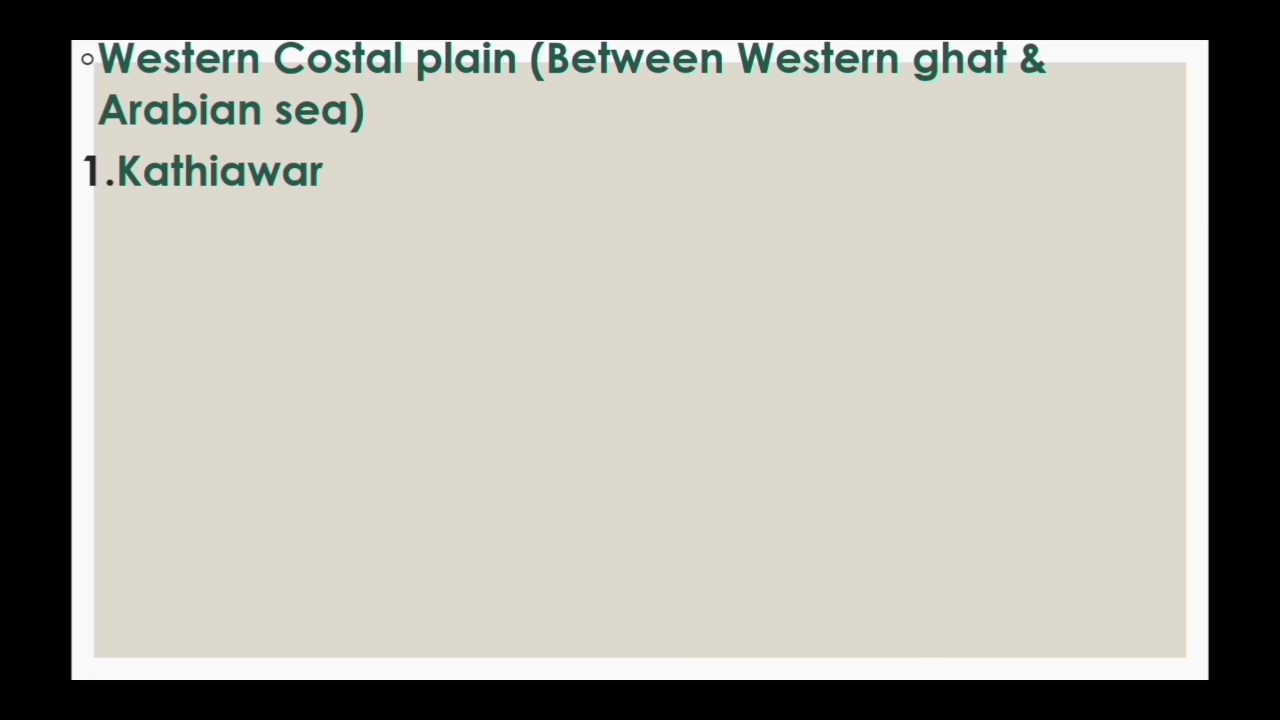 ◦Western Costal plain (Between Western ghat &
Arabian sea)
1.Kathiawar